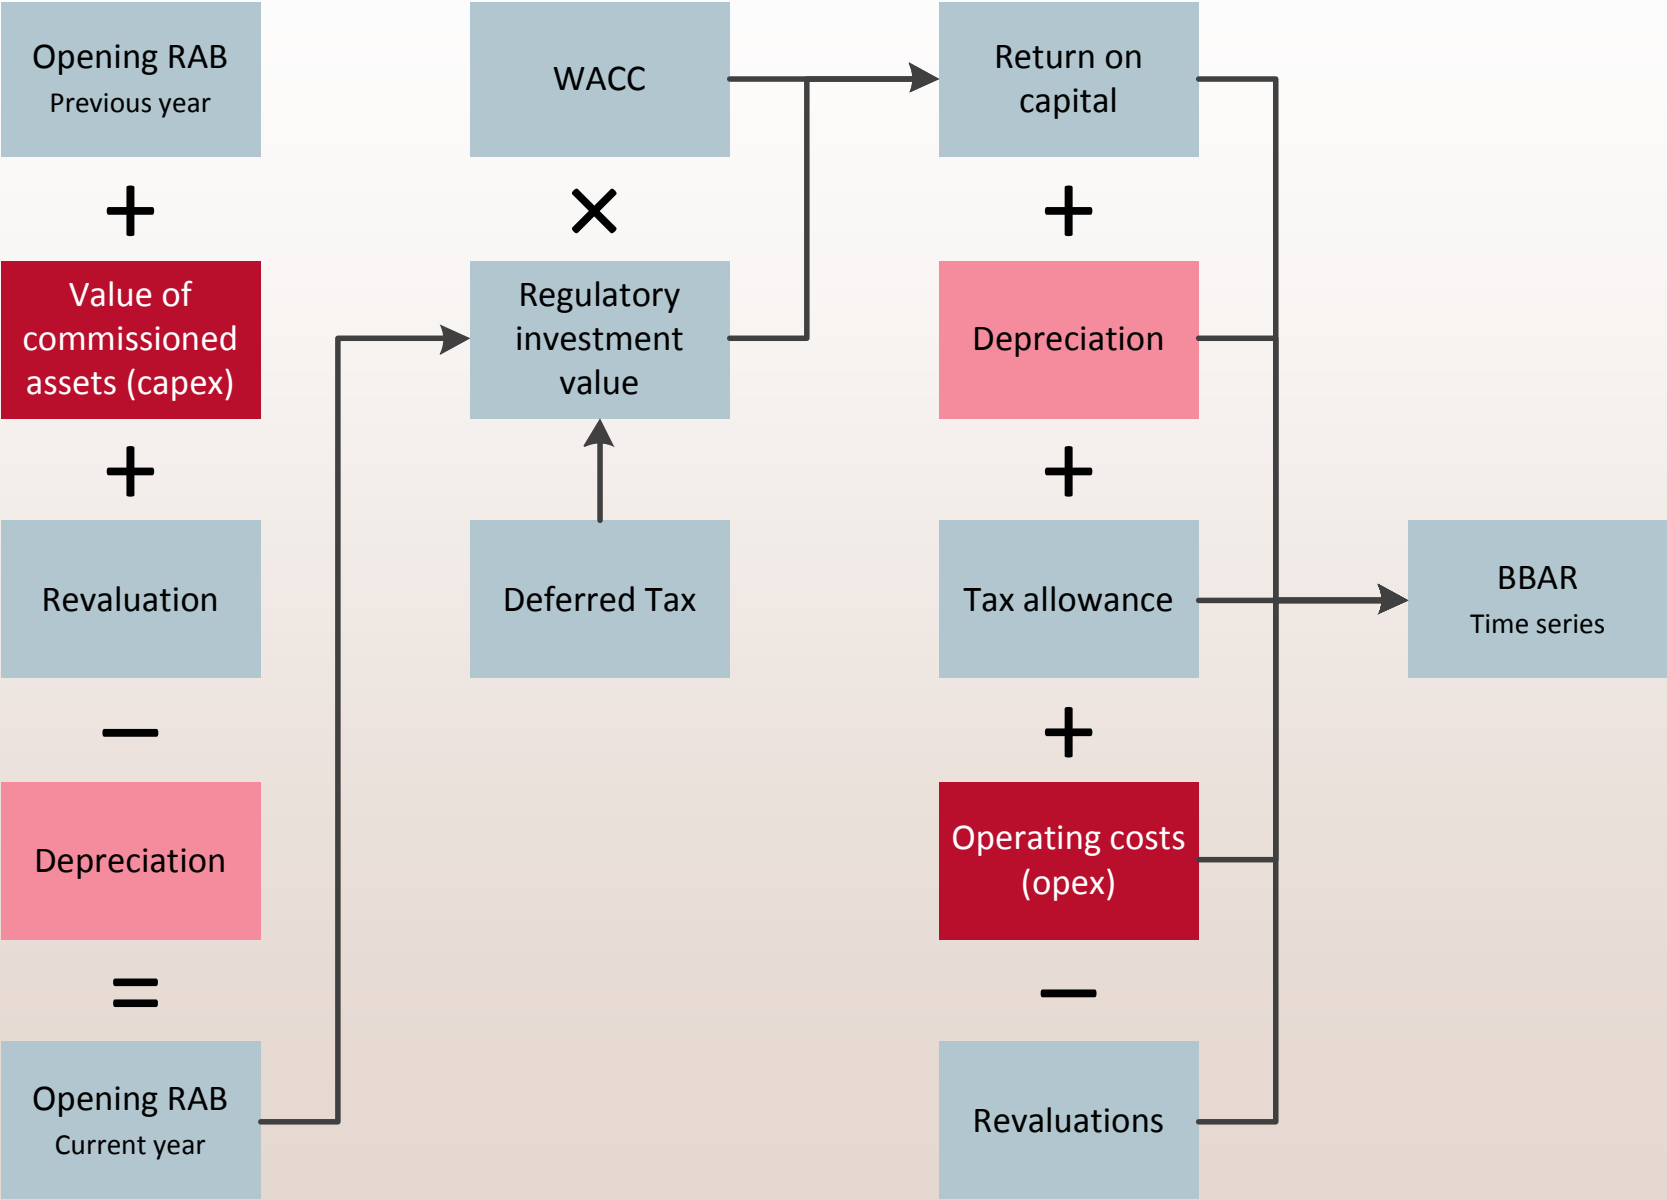 Opening RAB
Previous year
+
Value of
commissioned
assets (capex)
+
Revaluation
−
Depreciation
=
Opening RAB
Current year
WACC
×
Regulatory
investment
value
Deferred Tax
Return on
capital
+
Depreciation
+
Tax allowance
+
Operating costs
(opex)
−
Revaluations
BBAR
Time series